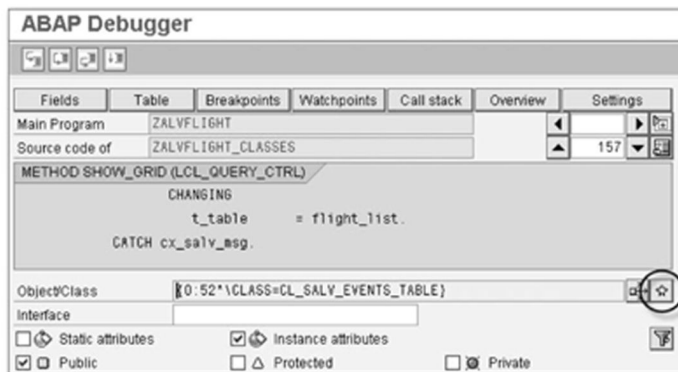 ABAP Debugger
Fields Table Breakpoints Watchpoints Call stack Overview Settings
Main Program ZALVFLIGHT
Source code of ZALVFLIGHT_CLASSES 157
METHOD SHOW_GRID (LCL_QUERY_CTRL)
CHANGING
t_table = flight_list.
CATCH cx_salv_msg.
Object/Class {O:52*\CLASS=CL_SALV_EVENTS_TABLE}
Interface
Static attributes Instance attributes
Public Protected Private